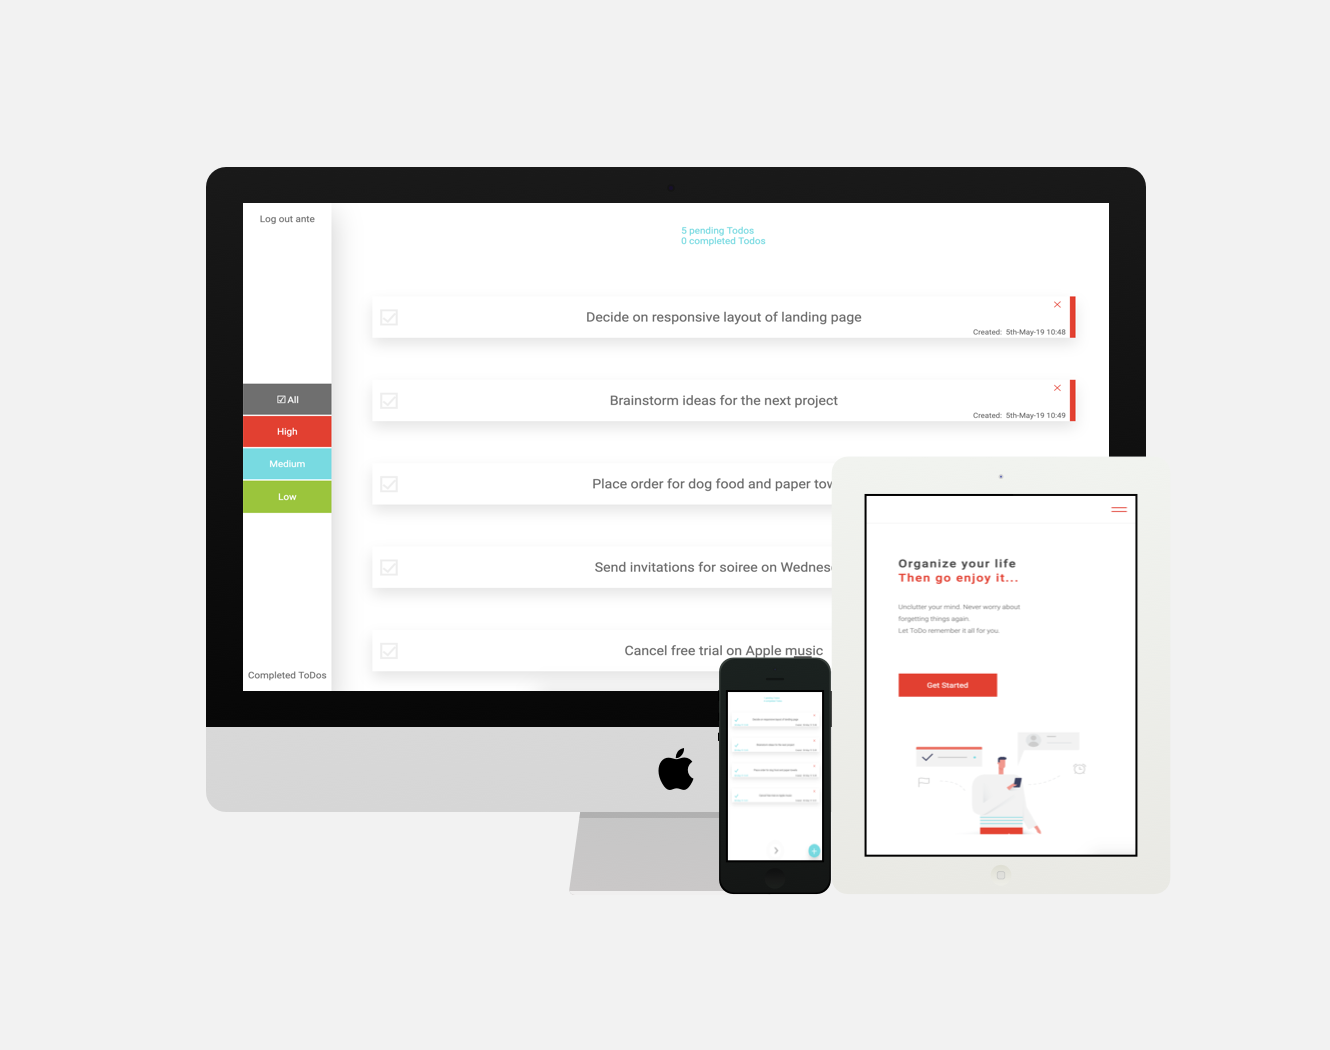 Log out ante
5 pending Todos
0 completed Todos
Decide on responsive layout of landing page
Created: 5th-May-19 10:48
Brainstorm ideas for the next project
Created: 5th-May-19 10:49
☑ All
High
Medium
Low
Place order for dog food and paper tow
Send invitations for soiree on Wednes
Cancel free trial on Apple music
Completed ToDos
Organize your life
Then go enjoy it...
Unclutter your mind. Never worry about
forgetting things again.
Let ToDo remember it all for you.
Get Started